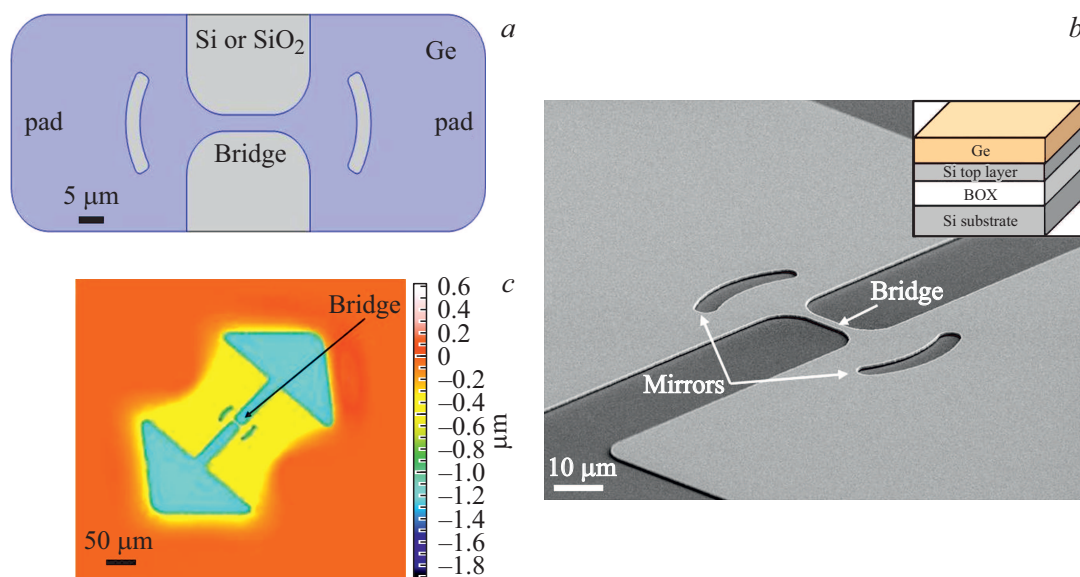 a
Si or SiO₂
Ge
pad
pad
Bridge
5 μm
b
Ge
Si top layer
BOX
Si substrate
Bridge
Mirrors
10 μm
c
Bridge
0.6
0.4
0.2
0
–0.2
–0.4
–0.6
–0.8
–1.0
–1.2
–1.4
–1.6
–1.8
μm
50 μm